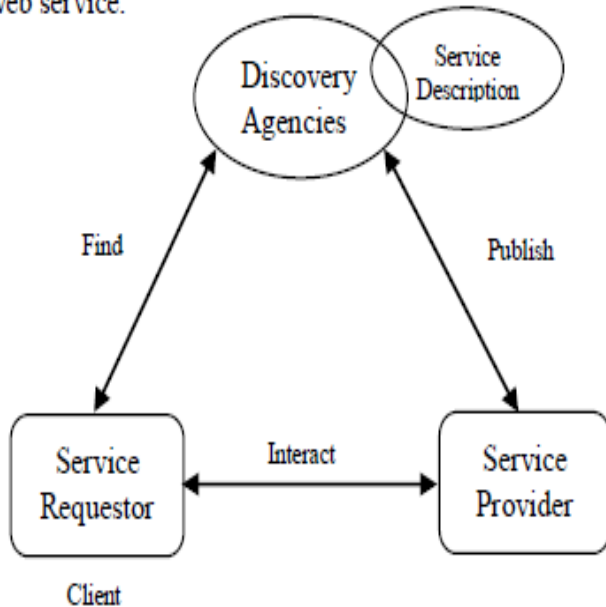 web service.
Discovery
Agencies
Service
Description
Find
Publish
Service
Requestor
Interact
Service
Provider
Client